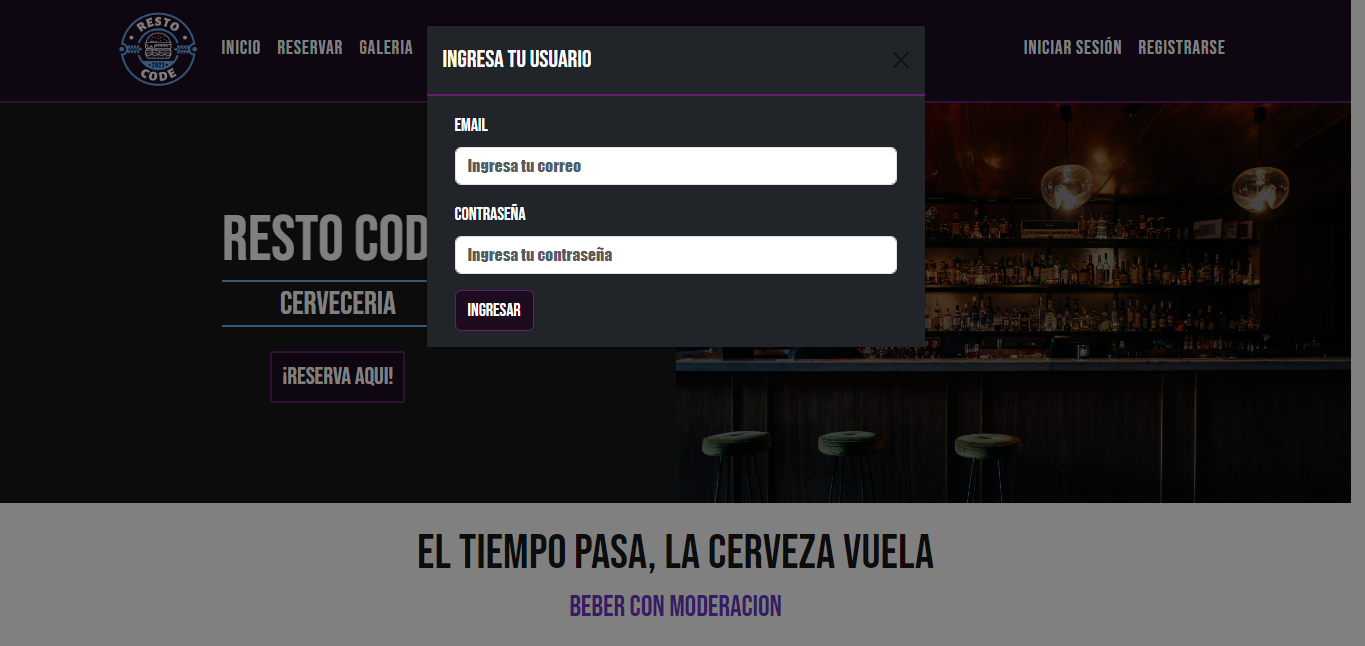 RESTO
2023
CODE
INICIO RESERVAR GALERIA
INICIAR SESIÓN REGISTRARSE
INGRESA TU USUARIO
EMAIL
Ingresa tu correo
CONTRASEÑA
Ingresa tu contraseña
INGRESAR
RESTO COD
CERVECERIA
¡RESERVA AQUI!
EL TIEMPO PASA, LA CERVEZA VUELA
BEBER CON MODERACION